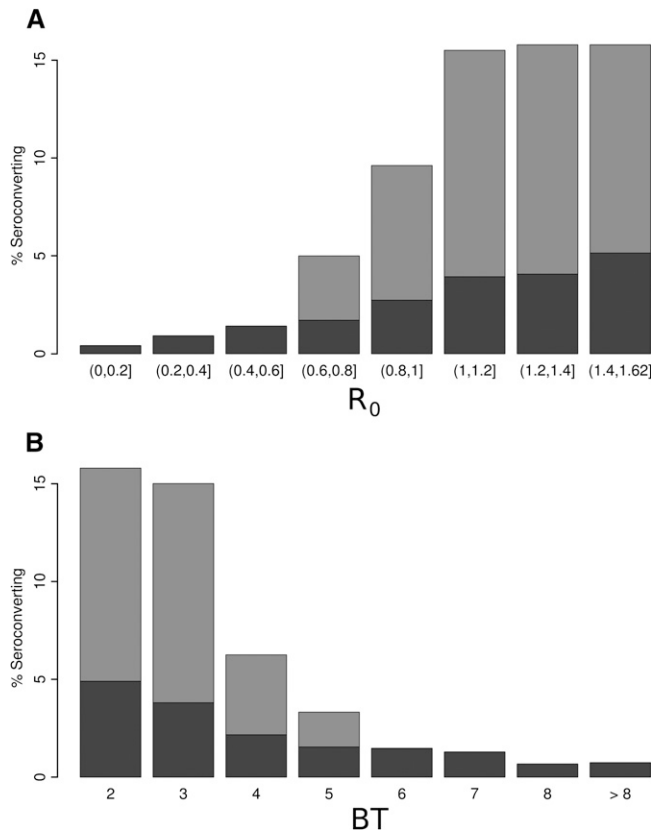 A
% Seroconverting
15
10
5
0
(0,0.2] (0.2,0.4] (0.4,0.6] (0.6,0.8] (0.8,1] (1,1.2] (1.2,1.4] (1.4,1.62]
R0
B
% Seroconverting
15
10
5
0
2 3 4 5 6 7 8 > 8
BT